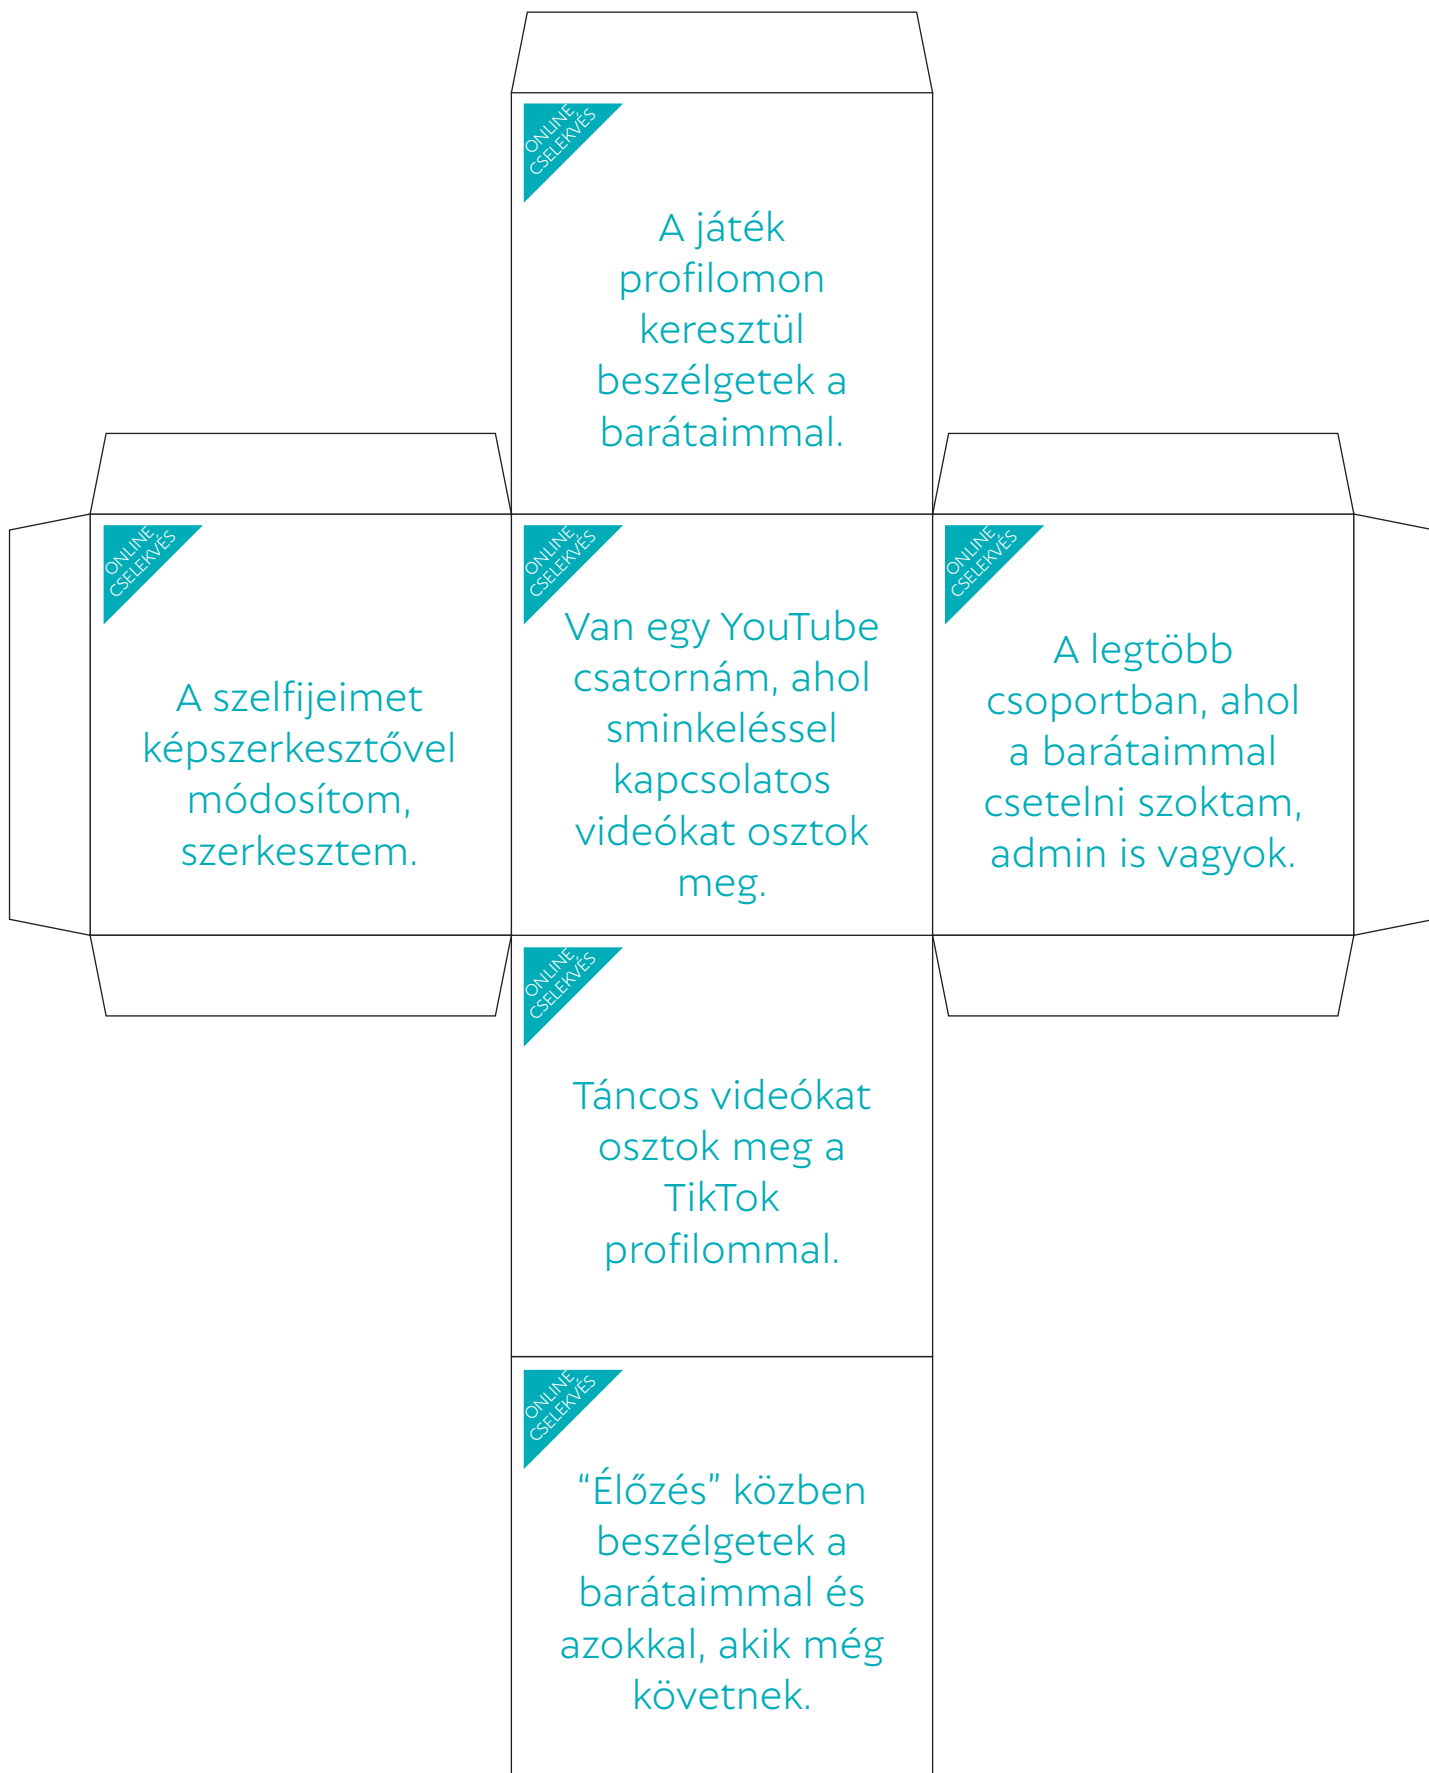 ONLINE
CSELEKVÉS
A játék
profilomon
keresztül
beszélgetek a
barátaimmal.
ONLINE
CSELEKVÉS
A szelfijeimet
képszerkesztővel
módosítom,
szerkesztem.
ONLINE
CSELEKVÉS
Van egy YouTube
csatornám, ahol
sminkeléssel
kapcsolatos
videókat osztok
meg.
ONLINE
CSELEKVÉS
A legtöbb
csoportban, ahol
a barátaimmal
csetelni szoktam,
admin is vagyok.
ONLINE
CSELEKVÉS
Táncos videókat
osztok meg a
TikTok
profilommal.
ONLINE
CSELEKVÉS
“Élőzés” közben
beszélgetek a
barátaimmal és
azokkal, akik még
követnek.